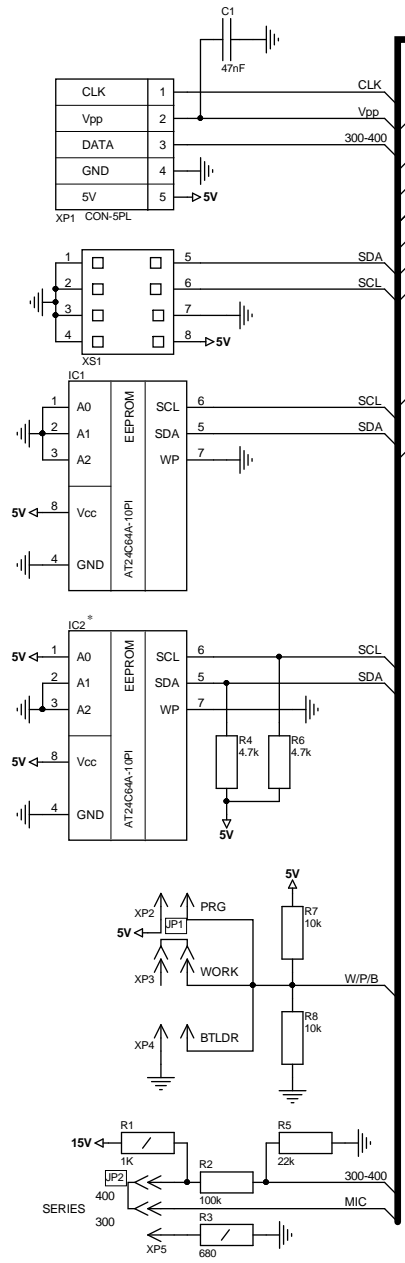 C1
47nF
CLK 1 CLK
Vpp 2 Vpp
DATA 3 300-400
GND 4
5V 5 5V
XP1 CON-5PL
1 5 SDA
2 6 SCL
3 7
4 8 5V
XS1
IC1
1 A0 EEPROM SCL 6 SCL
2 A1 SDA 5 SDA
3 A2 WP 7
5V 8 Vcc AT24C64A-10PI
4 GND
IC2*
5V 1 A0 EEPROM SCL 6 SCL
2 A1 SDA 5 SDA
3 A2 WP 7
R4 R6
4.7k 4.7k
5V 8 Vcc AT24C64A-10PI
4 GND
5V
5V
XP2 PRG R7
5V JP1 10k
XP3 WORK W/P/B
XP4 BTLDR R8
10k
15V R1 R5
1K 22k
JP2 R2 300-400
400 100k
SERIES MIC
300 R3
XP5 680